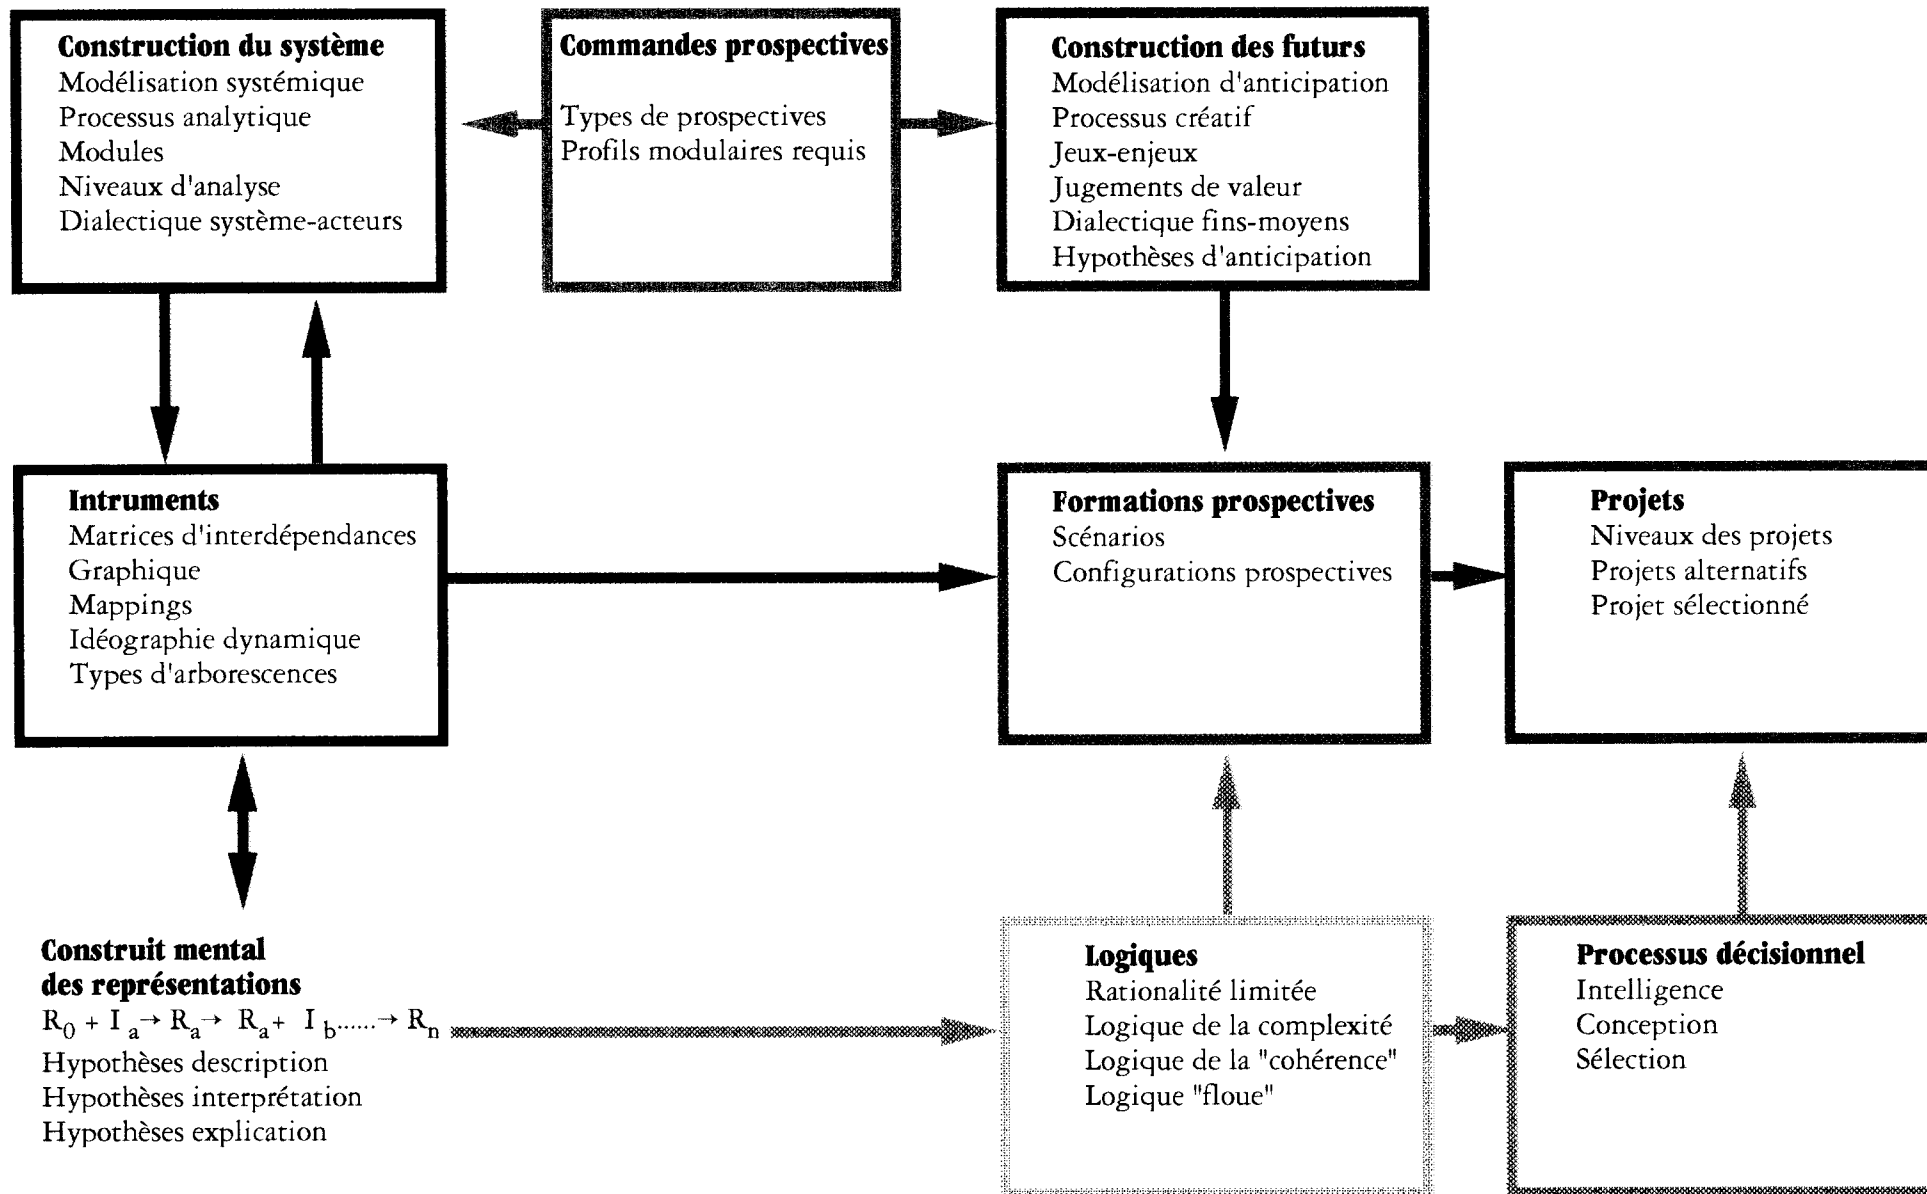 Construction du système
Modélisation systémique
Processus analytique
Modules
Niveaux d'analyse
Dialectique système-acteurs
Commandes prospectives
Types de prospectives
Profils modulaires requis
Construction des futurs
Modélisation d'anticipation
Processus créatif
Jeux-enjeux
Jugements de valeur
Dialectique fins-moyens
Hypothèses d'anticipation
Intruments
Matrices d'interdépendances
Graphique
Mappings
Idéographie dynamique
Types d'arborescences
Formations prospectives
Scénarios
Configurations prospectives
Projets
Niveaux des projets
Projets alternatifs
Projet sélectionné
Construit mental
des représentations
R0 + Ia → Ra → Ra + Ib ...... → Rn
Hypothèses description
Hypothèses interprétation
Hypothèses explication
Logiques
Rationalité limitée
Logique de la complexité
Logique de la "cohérence"
Logique "floue"
Processus décisionnel
Intelligence
Conception
Sélection